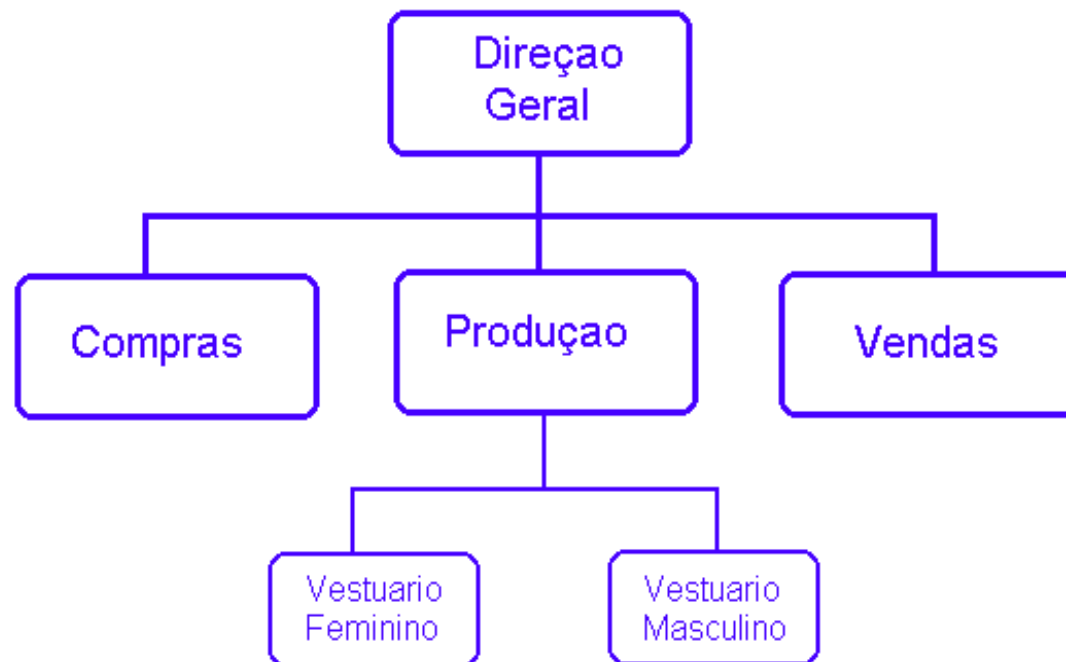 Direçao
Geral
Compras
Produçao
Vendas
Vestuario
Feminino
Vestuario
Masculino